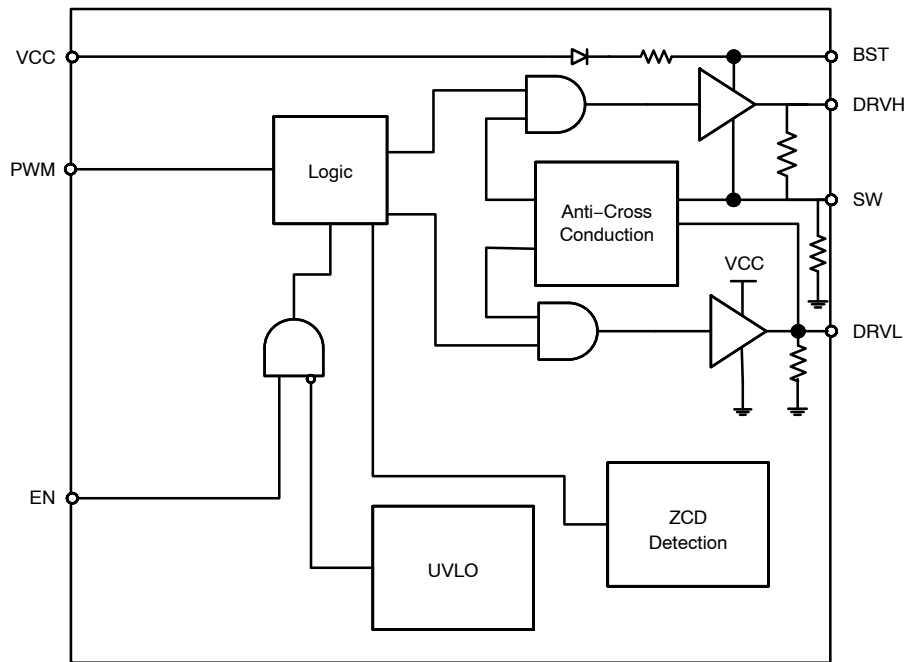 VCC
BST
DRVH
PWM
Logic
Anti−Cross
Conduction
SW
VCC
DRVL
EN
ZCD
Detection
UVLO